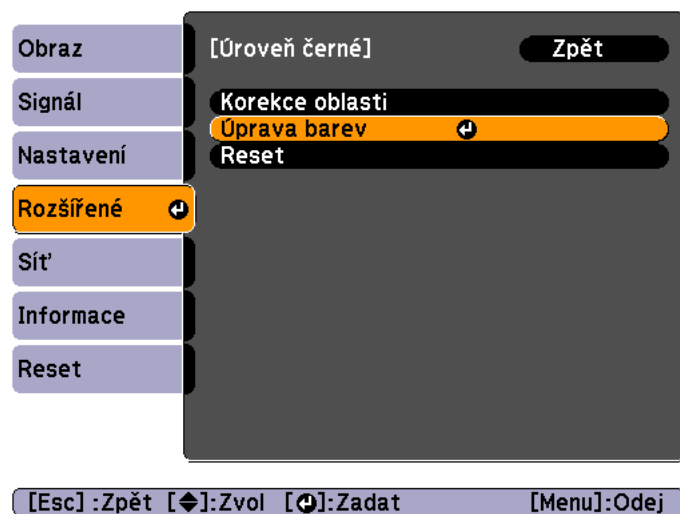 Obraz
Signál
Nastavení
Rozšířené
Síť
Informace
Reset
[Úroveň černé] Zpět
Korekce oblasti
Úprava barev
Reset
[Esc] :Zpět [◆]:Zvol [↵]:Zadat [Menu]:Odej